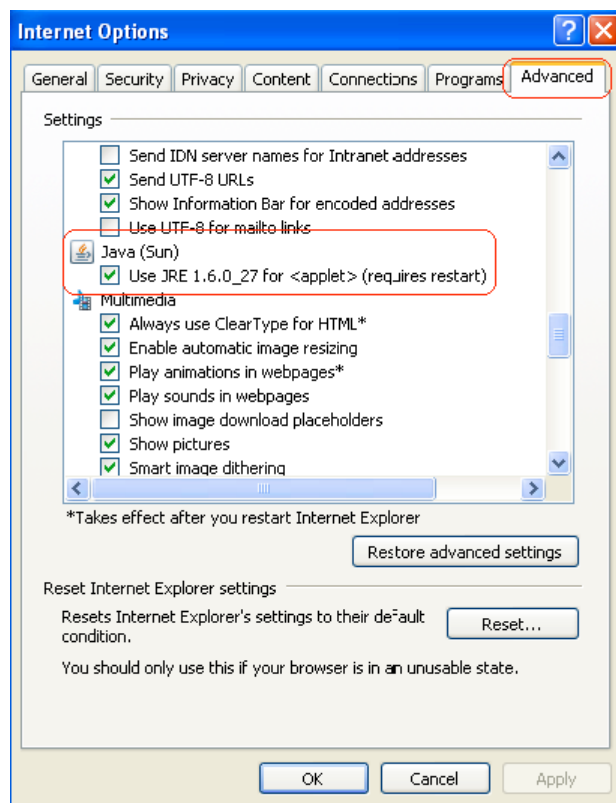 Internet Options
General Security Privacy Content Connections Programs Advanced
Settings
Send IDN server names for Intranet addresses
Send UTF-8 URLs
Show Information Bar for encoded addresses
Use UTF-8 for mailto links
Java (Sun)
Use JRE 1.6.0_27 for <applet> (requires restart)
Multimedia
Always use ClearType for HTML*
Enable automatic image resizing
Play animations in webpages*
Play sounds in webpages
Show image download placeholders
Show pictures
Smart image dithering
*Takes effect after you restart Internet Explorer
Restore advanced settings
Reset Internet Explorer settings
Resets Internet Explorer's settings to their default
condition.
Reset...
You should only use this if your browser is in an unusable state.
OK Cancel Apply